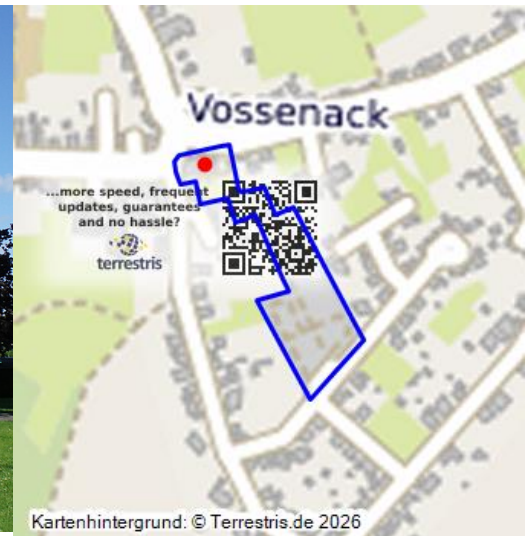 Vossenack
...more speed, frequent
updates, guarantees
and no hassle?
terrestris
Kartenhintergrund: © Terrestris.de 2026